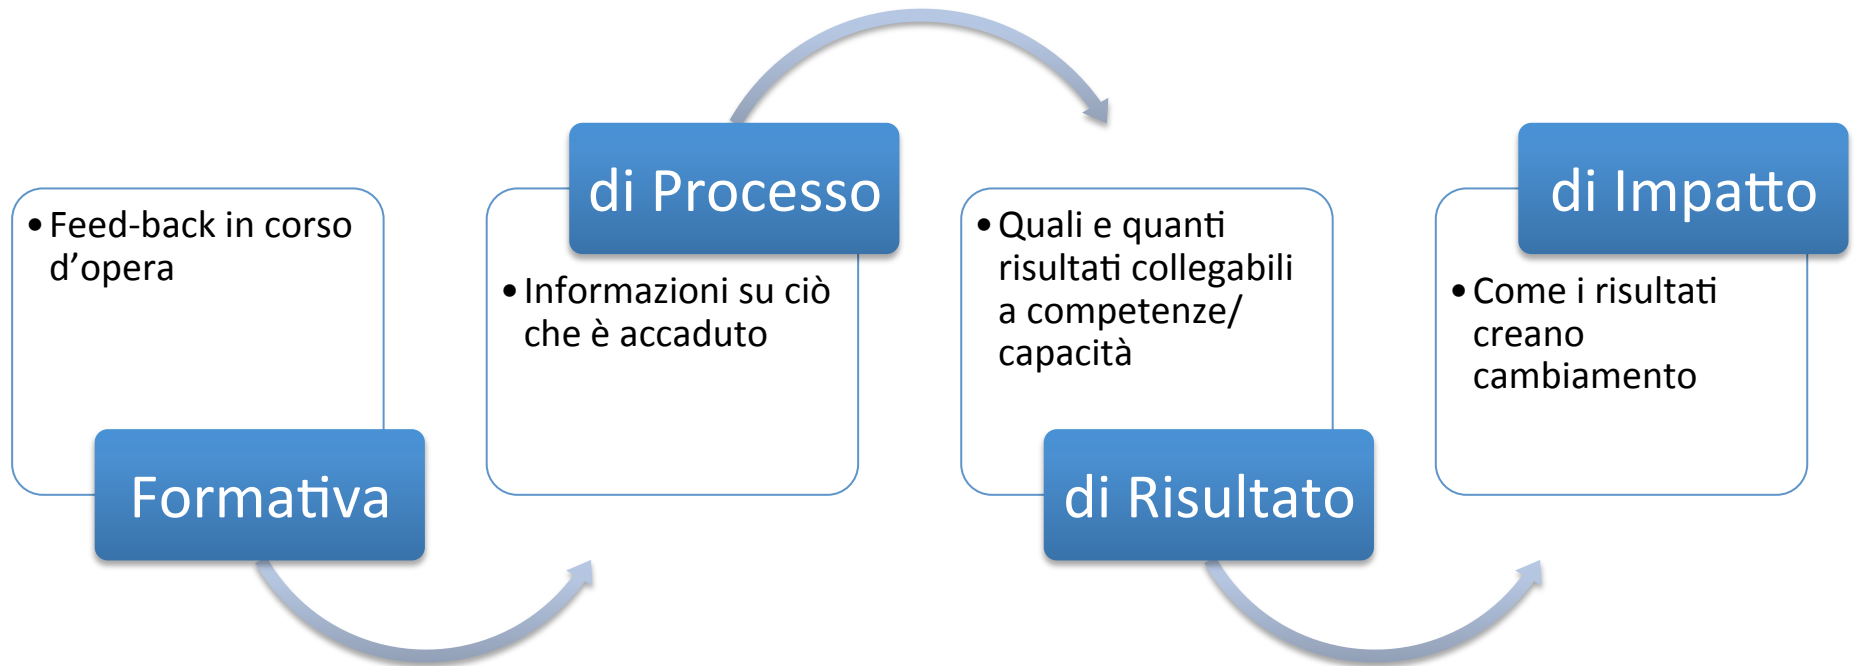 • Feed-back in corso
d’opera
Formativa
di Processo
• Informazioni su ciò
che è accaduto
• Quali e quanti
risultati collegabili
a competenze/
capacità
di Risultato
di Impatto
• Come i risultati
creano
cambiamento